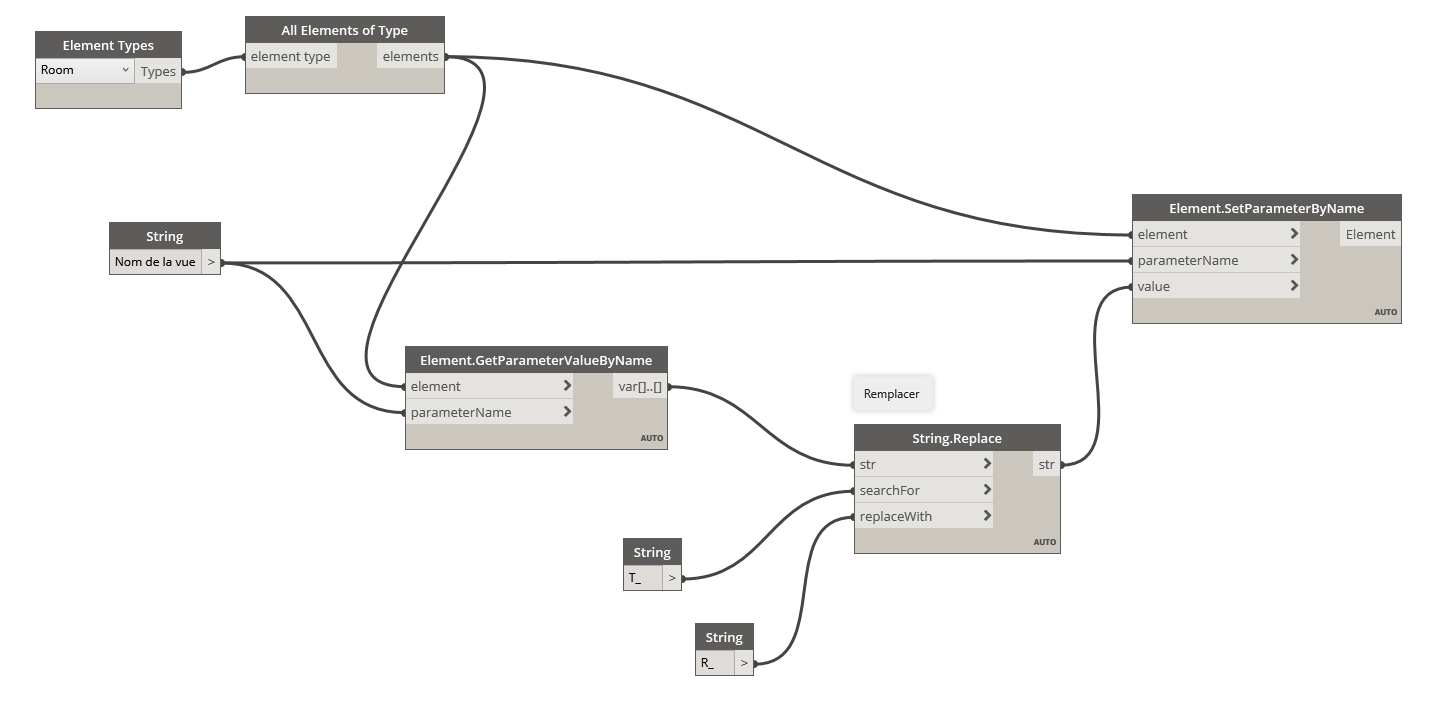 Element Types
Room
Types
All Elements of Type
element type
elements
String
Nom de la vue
>
Element.SetParameterByName
element
Element
parameterName
value
AUTO
Element.GetParameterValueByName
element
var[]..[]
parameterName
AUTO
Remplacer
String.Replace
str
str
searchFor
replaceWith
AUTO
String
T_
>
String
R_
>